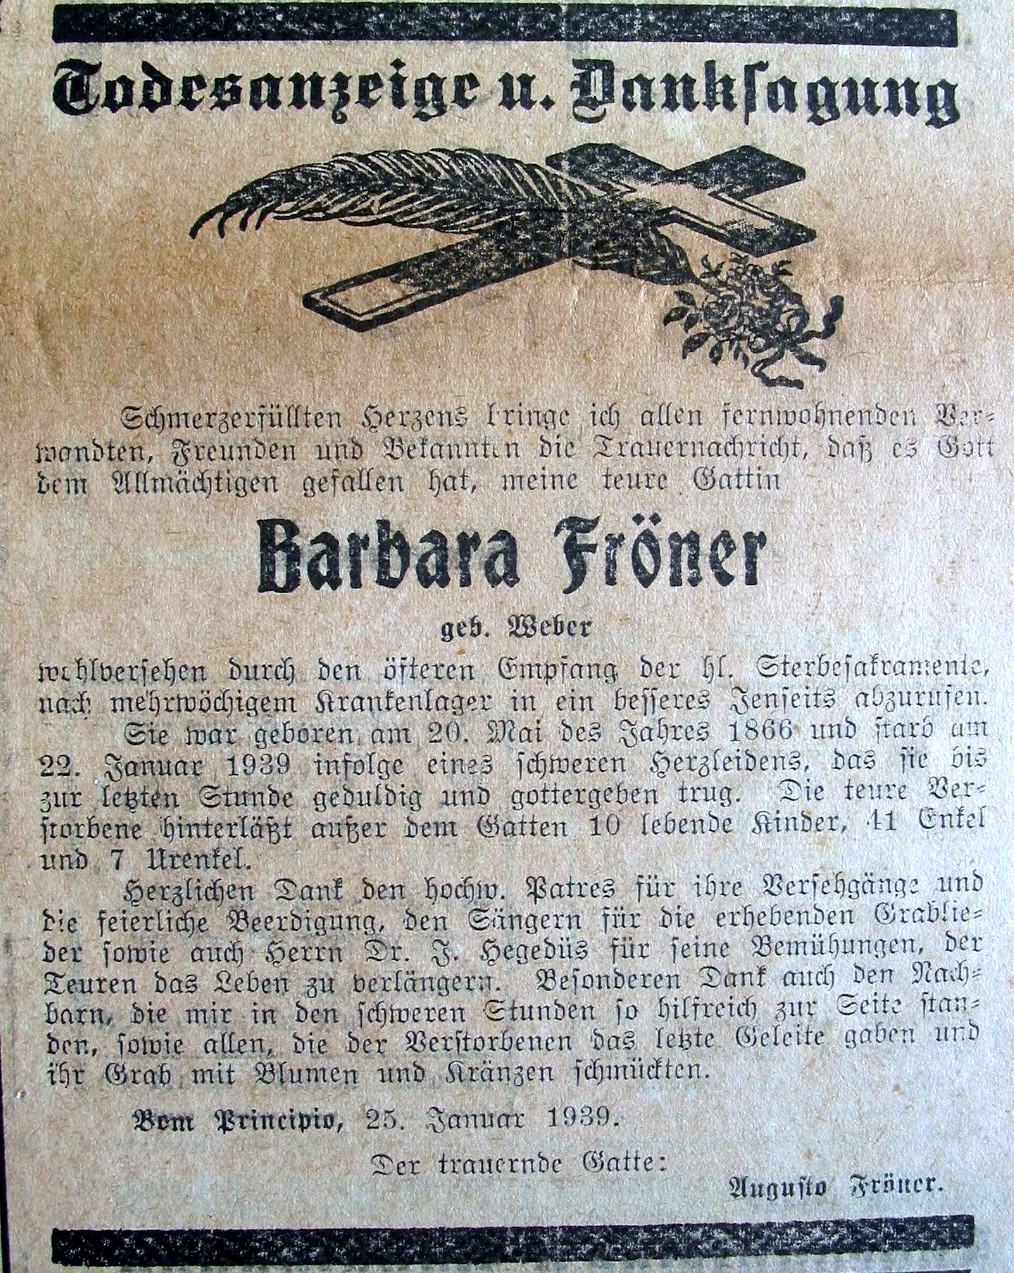 Todesanzeige u. Danksagung
Schmerzerfüllten Herzens bringe ich allen fernwohnenden Ver-
wandten, Freunden und Bekannten die Trauernachricht, daß es Gott
dem Allmächtigen gefallen hat, meine teure Gattin
Barbara Fröner
geb. Weber
wohlversehen durch den öfteren Empfang der hl. Sterbesakramente,
nach mehrwöchigem Krankenlager in ein besseres Jenseits abzurufen.
Sie war geboren am 20. Mai des Jahres 1866 und starb am
22. Januar 1939 infolge eines schweren Herzleidens, das sie bis
zur letzten Stunde geduldig und gottergeben trug. Die teure Ver-
storbene hinterläßt außer dem Gatten 10 lebende Kinder, 41 Enkel
und 7 Urenkel.
Herzlichen Dank den hochw. Patres für ihre Versehgänge und
die feierliche Beerdigung, den Sängern für die erhebenden Grablie-
der sowie auch Herrn Dr. J. Hegedüs für seine Bemühungen, der
Teuren das Leben zu verlängern. Besonderen Dank auch den Nach-
barn, die mir in den schweren Stunden so hilfreich zur Seite stan-
den, sowie allen, die der Verstorbenen das letzte Geleite gaben und
ihr Grab mit Blumen und Kränzen schmückten.
Bom Principio, 25. Januar 1939.
Der trauernde Gatte:
Augusto Fröner.